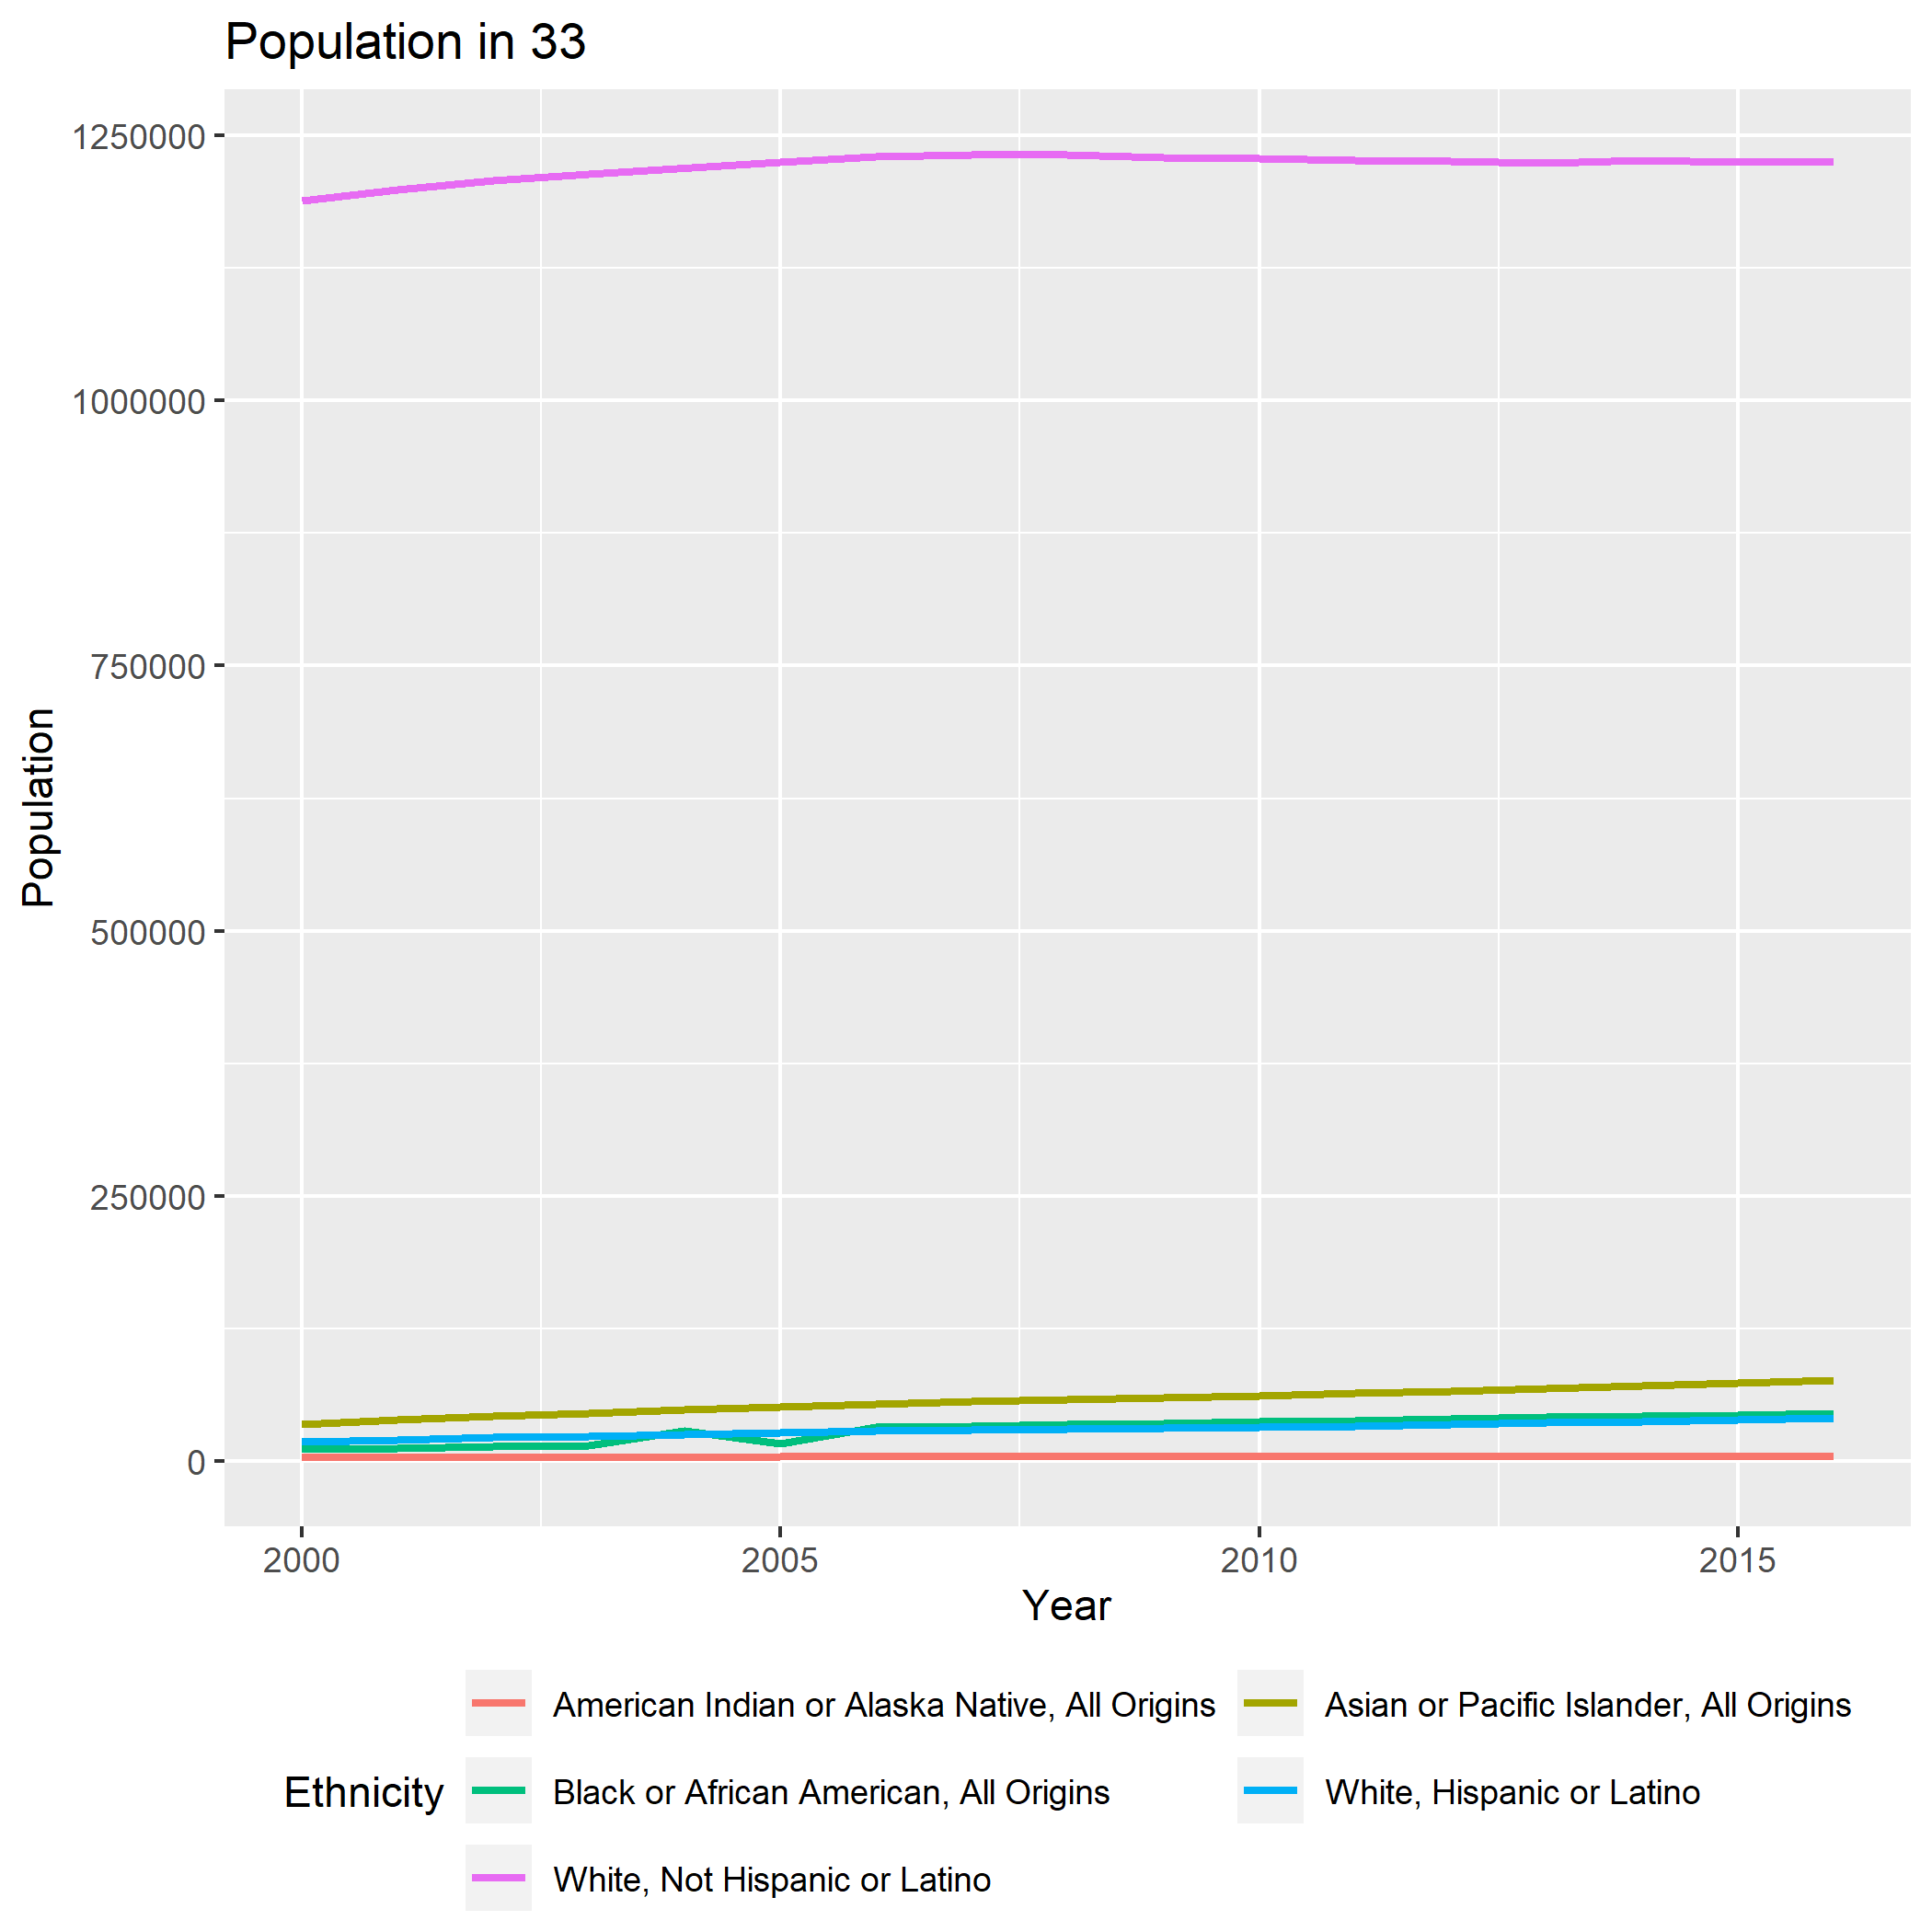 Population in 33
1250000
1000000
750000
500000
250000
0
Population
2000 2005 2010 2015
Year
Ethnicity
American Indian or Alaska Native, All Origins Asian or Pacific Islander, All Origins
Black or African American, All Origins White, Hispanic or Latino
White, Not Hispanic or Latino